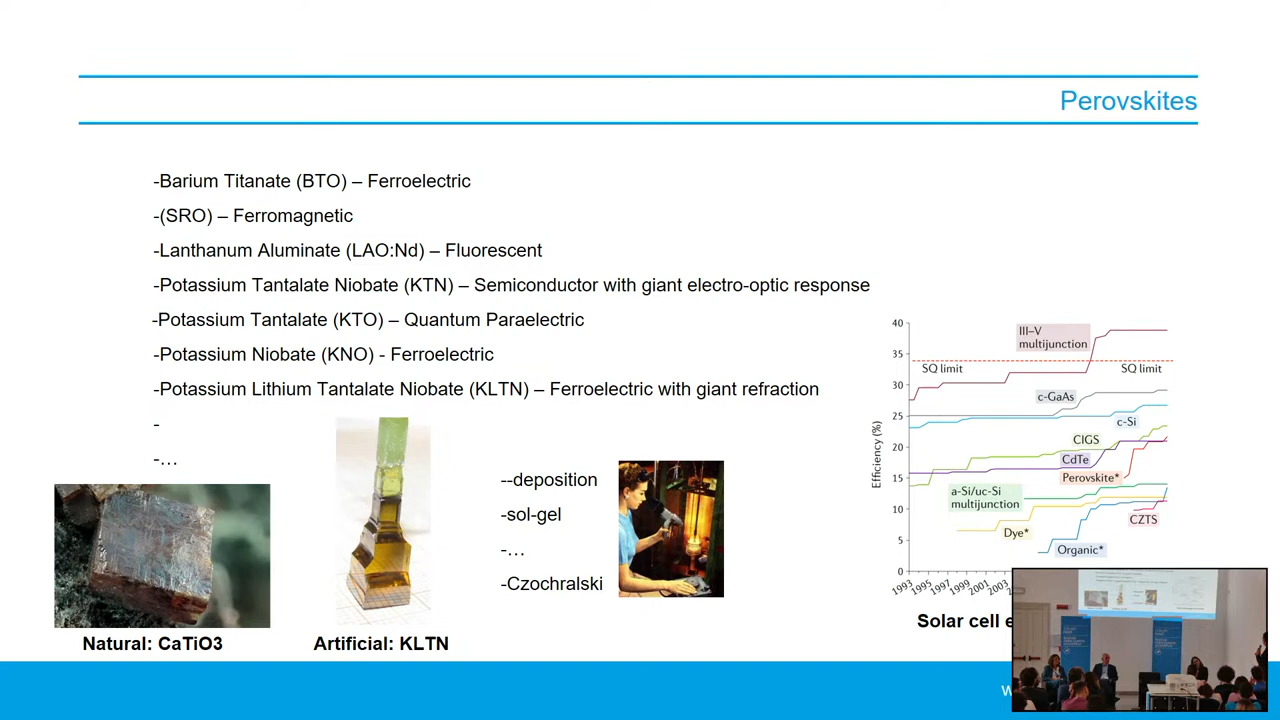 Perovskites
-Barium Titanate (BTO) – Ferroelectric
-(SRO) – Ferromagnetic
-Lanthanum Aluminate (LAO:Nd) – Fluorescent
-Potassium Tantalate Niobate (KTN) – Semiconductor with giant electro-optic response
-Potassium Tantalate (KTO) – Quantum Paraelectric
-Potassium Niobate (KNO) - Ferroelectric
-Potassium Lithium Tantalate Niobate (KLTN) – Ferroelectric with giant refraction
-
-...
Natural: CaTiO3
Artificial: KLTN
--deposition
-sol-gel
-...
-Czochralski
Efficiency (%)
40
35
30
25
20
15
10
5
0
III–V
multijunction
SQ limit
SQ limit
c-GaAs
c-Si
CIGS
CdTe
Perovskite*
a-Si/uc-Si
multijunction
CZTS
Dye*
Organic*
1993
1995
1997
1999
2001
2003
Solar cell e
w